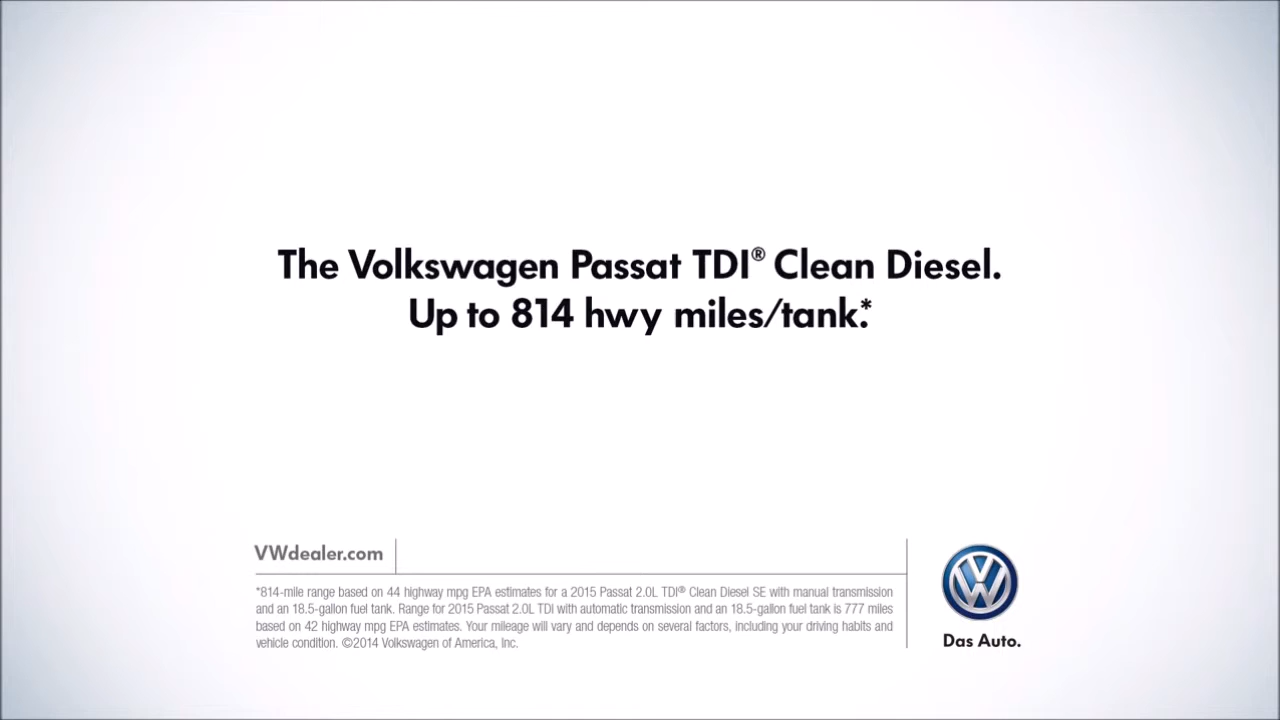 The Volkswagen Passat TDI® Clean Diesel.
Up to 814 hwy miles/tank.*
VWdealer.com
*814-mile range based on 44 highway mpg EPA estimates for a 2015 Passat 2.0L TDI® Clean Diesel SE with manual transmission
and an 18.5-gallon fuel tank. Range for 2015 Passat 2.0L TDI with automatic transmission and an 18.5-gallon fuel tank is 777 miles
based on 42 highway mpg EPA estimates. Your mileage will vary and depends on several factors, including your driving habits and
vehicle condition. ©2014 Volkswagen of America, Inc.
VW
Das Auto.